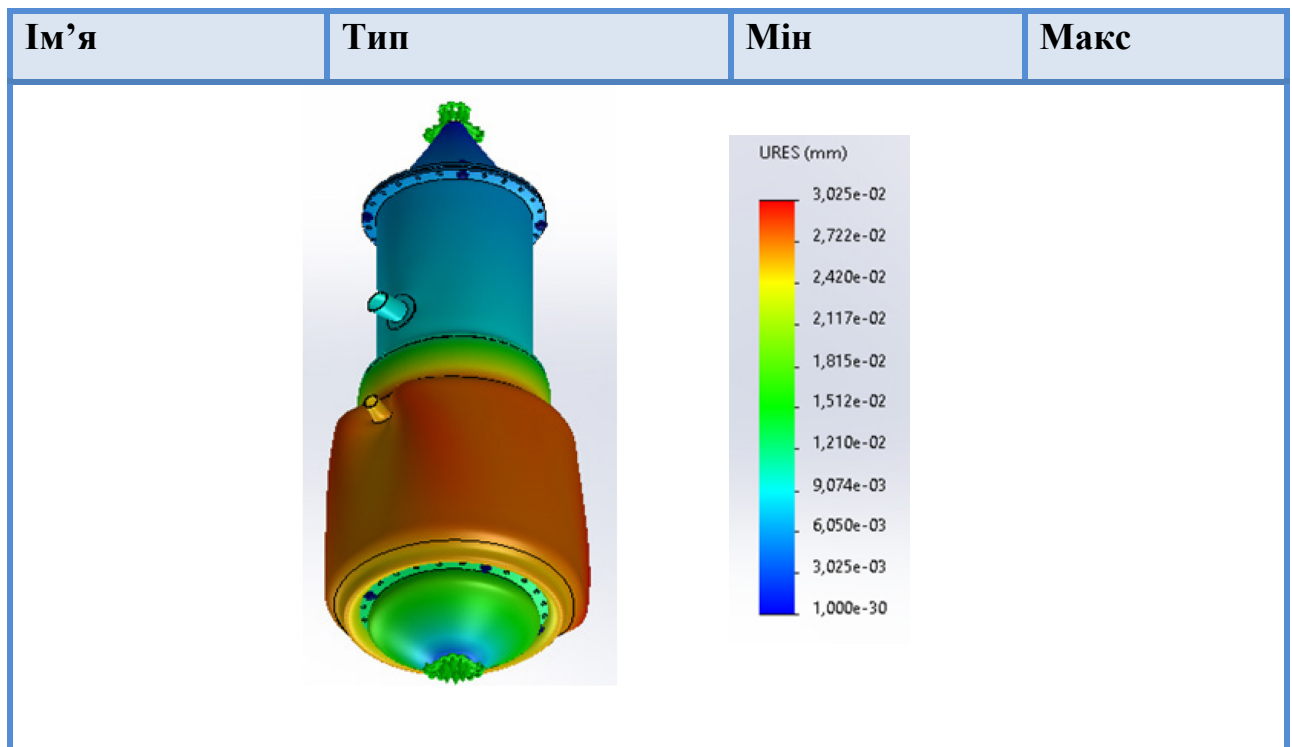 Ім’я Тип Мін Макс
URES (mm)
3,025e-02
2,722e-02
2,420e-02
2,117e-02
1,815e-02
1,512e-02
1,210e-02
9,074e-03
6,050e-03
3,025e-03
1,000e-30